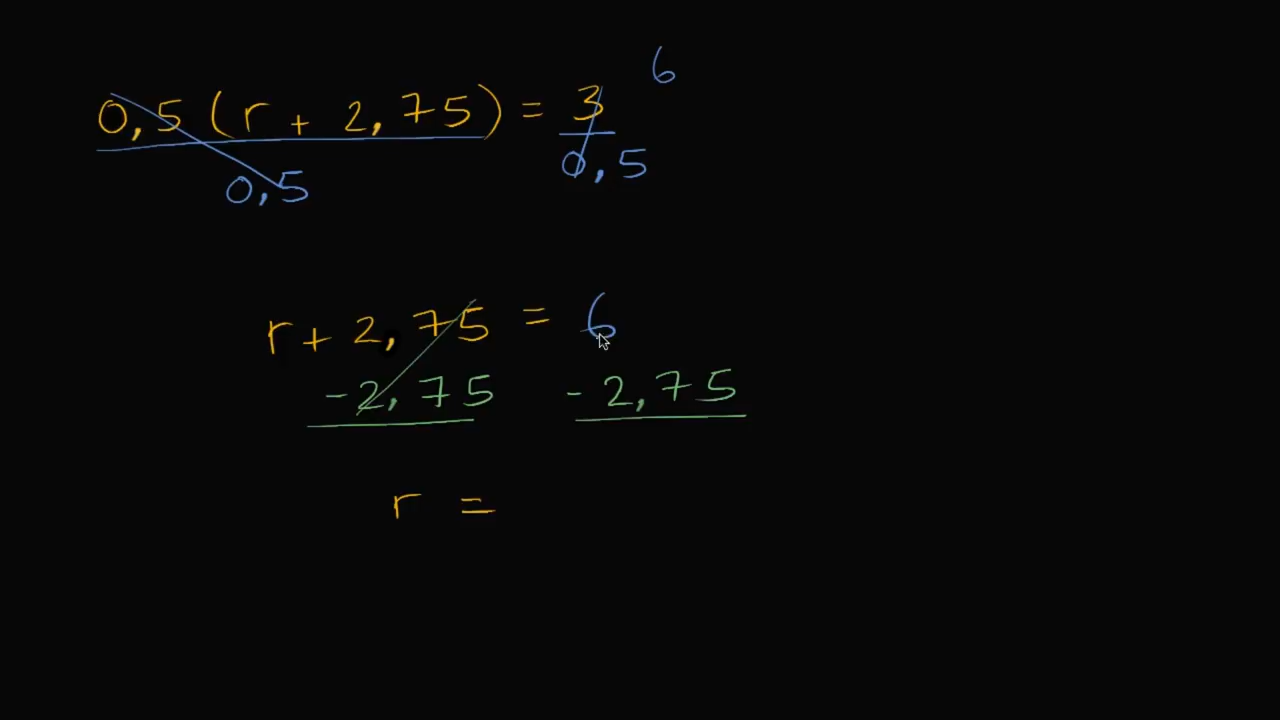 6
0,5 (r + 2,75) = 3
0,5 0,5
r + 2,75 = 6
-2,75 -2,75
r =